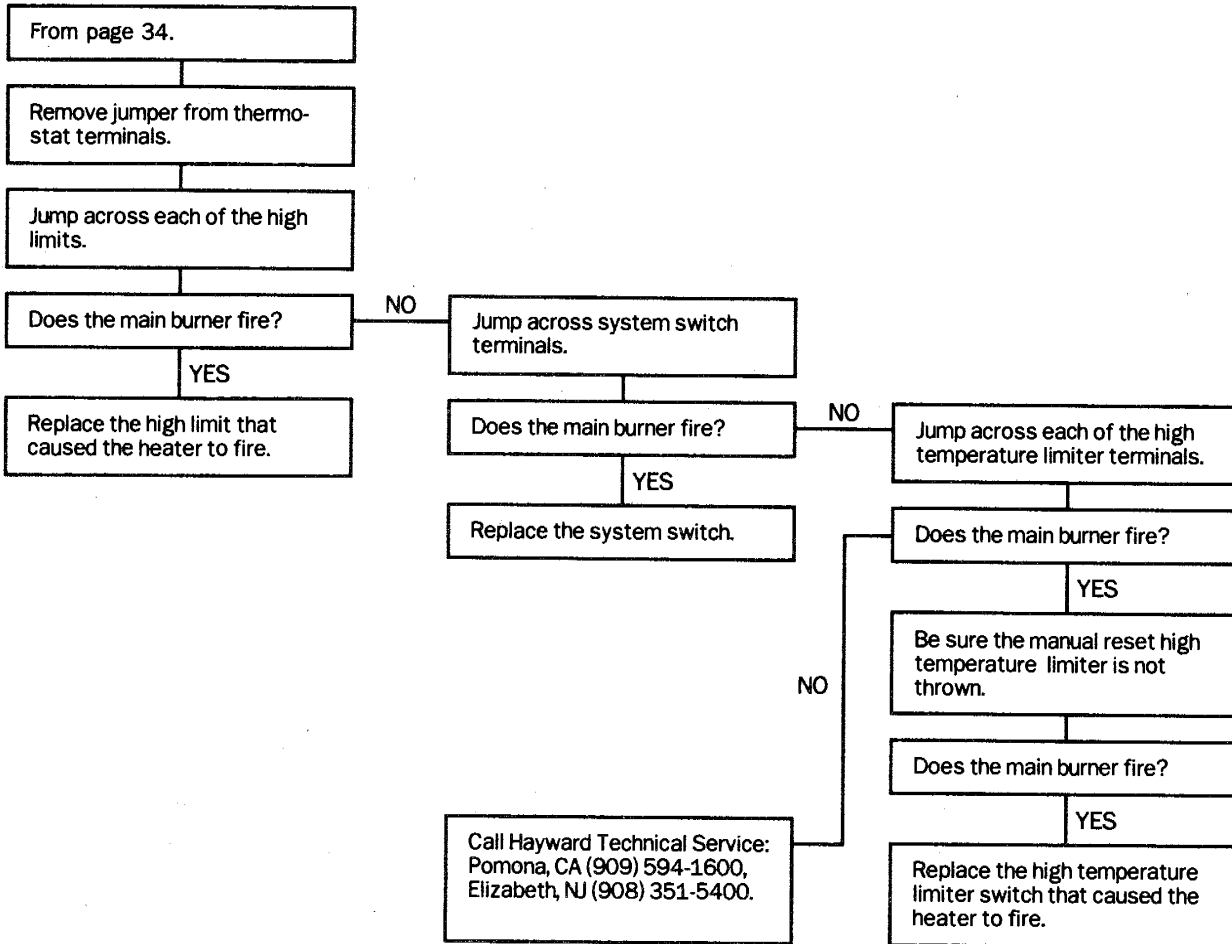 From page 34.
Remove jumper from thermo-
stat terminals.
Jump across each of the high
limits.
Does the main burner fire?
NO
YES
Replace the high limit that
caused the heater to fire.
Jump across system switch
terminals.
Does the main burner fire?
NO
YES
Replace the system switch.
Jump across each of the high
temperature limiter terminals.
Does the main burner fire?
YES
NO
Be sure the manual reset high
temperature limiter is not
thrown.
Does the main burner fire?
YES
Replace the high temperature
limiter switch that caused the
heater to fire.
Call Hayward Technical Service:
Pomona, CA (909) 594-1600,
Elizabeth, NJ (908) 351-5400.